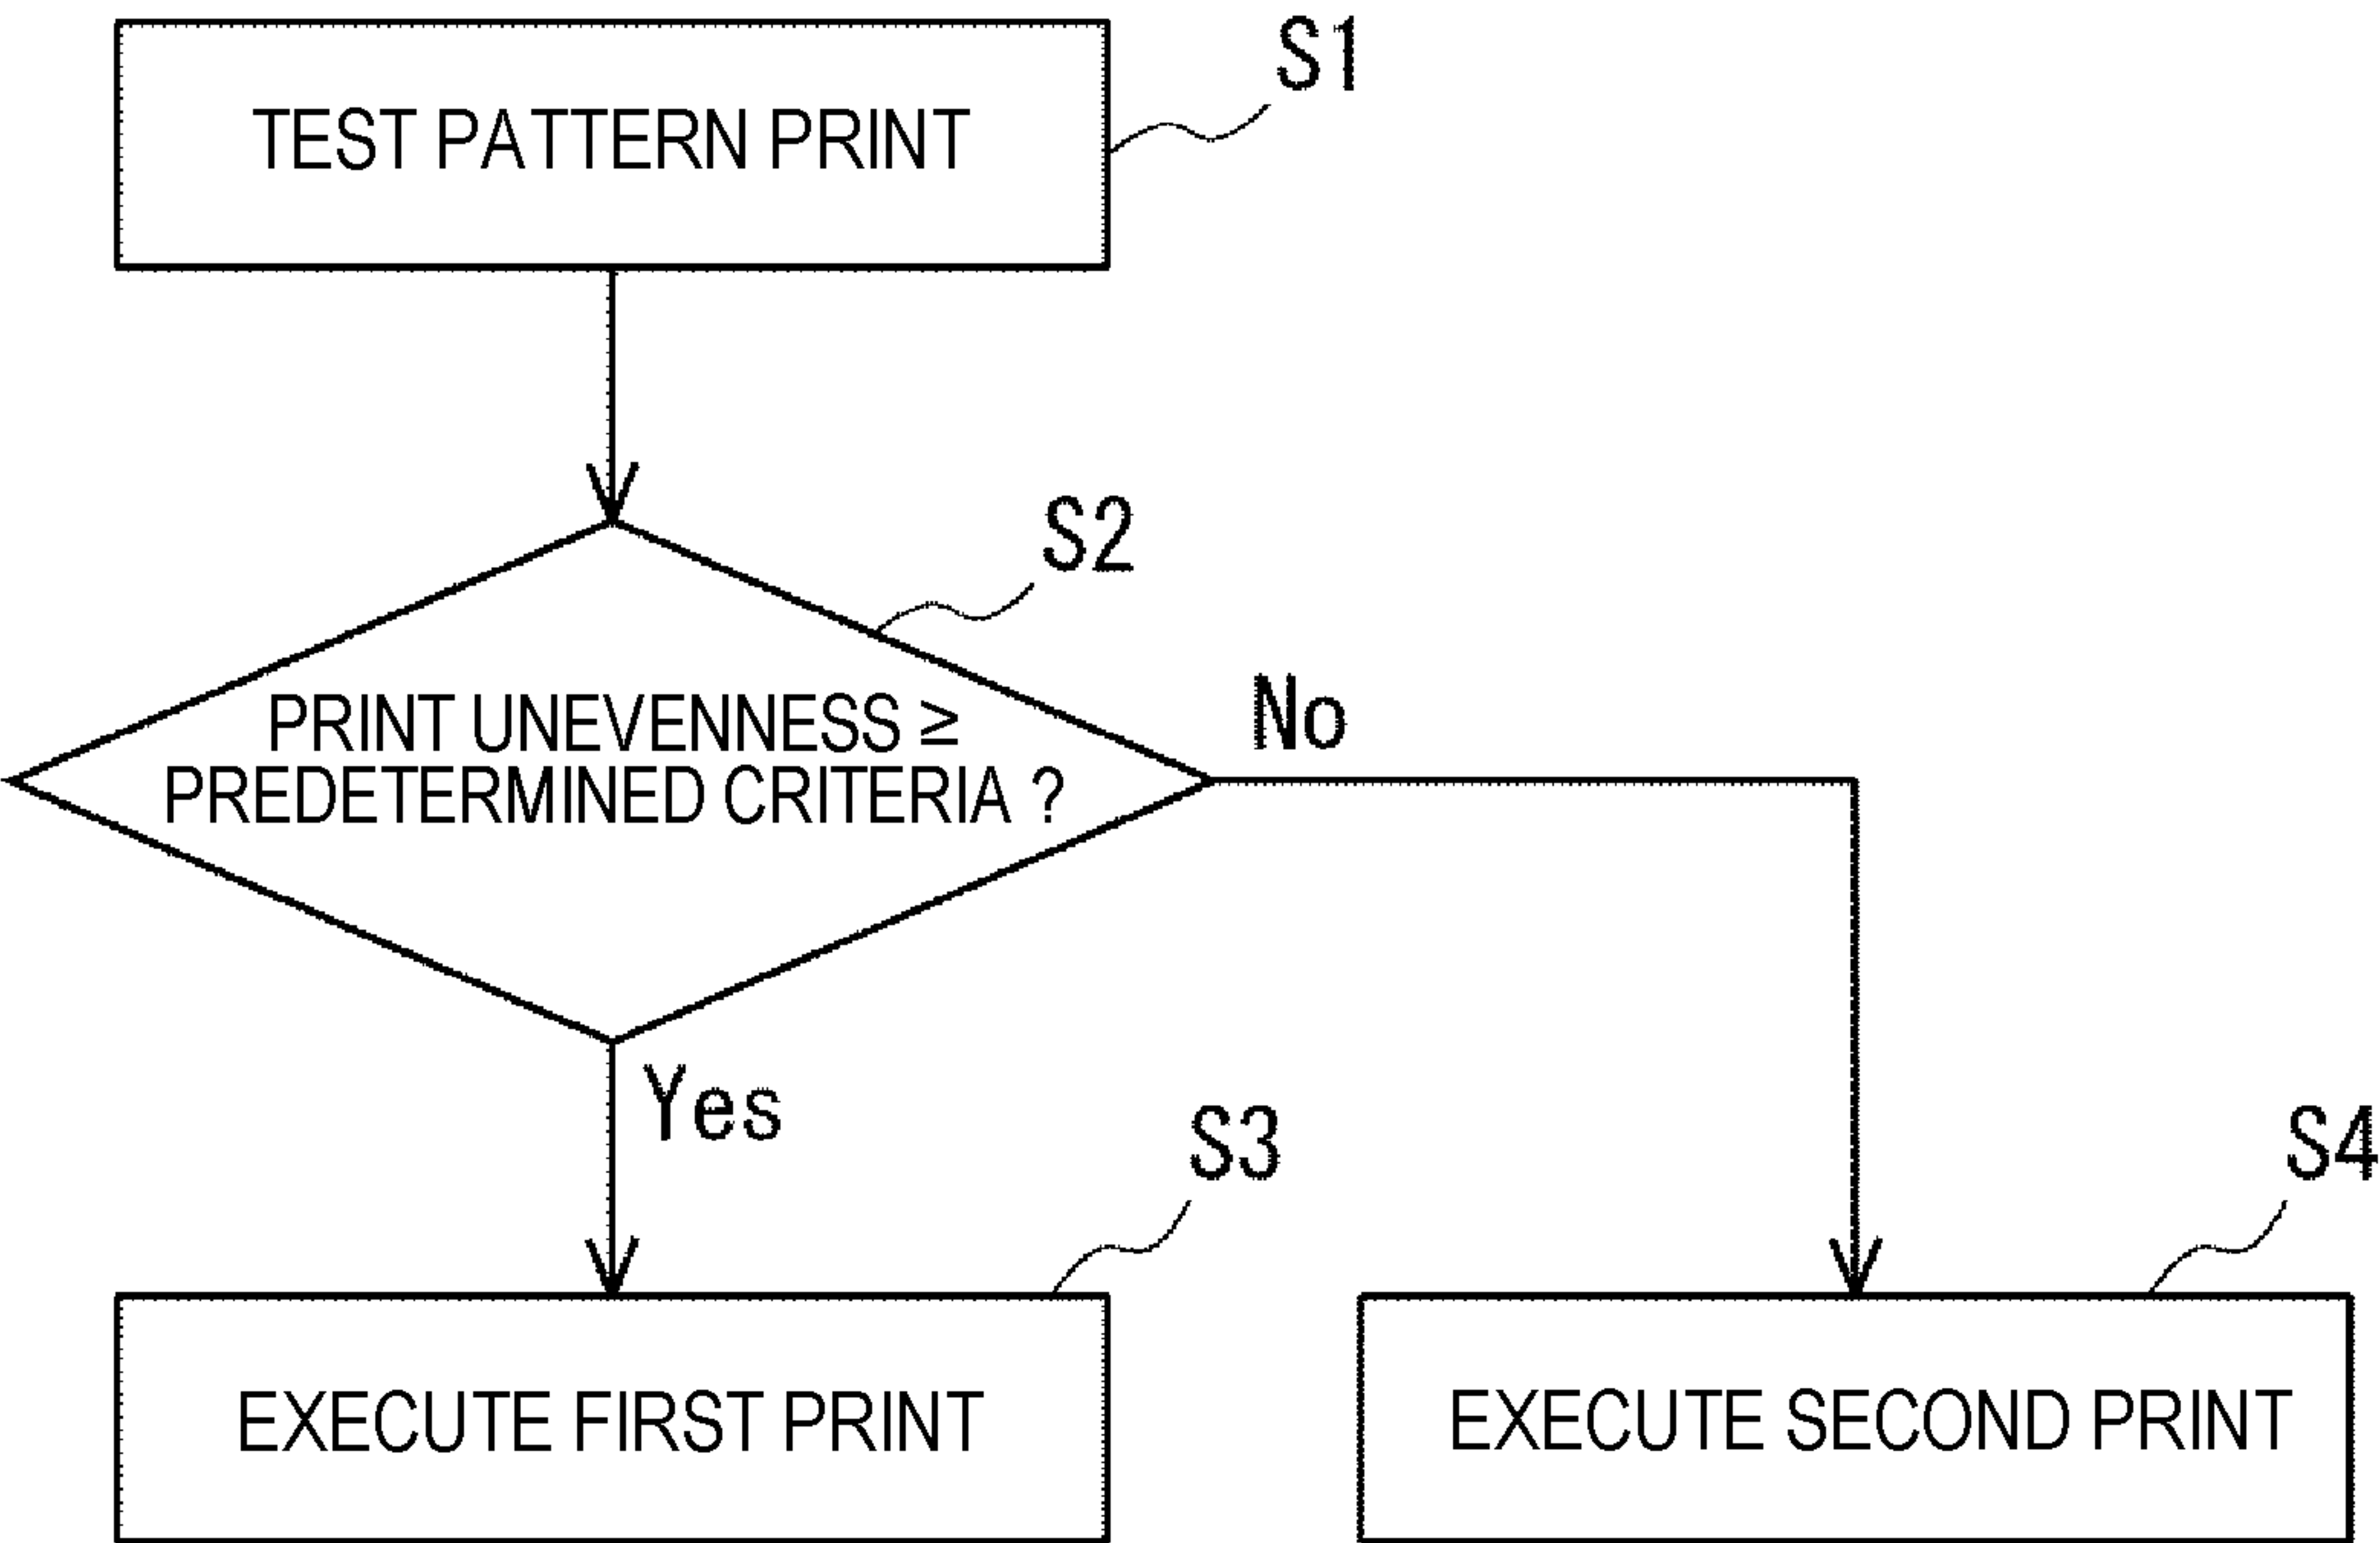 S1
TEST PATTERN PRINT
S2
PRINT UNEVENNESS ≥
PREDETERMINED CRITERIA ?
No
Yes
S3
S4
EXECUTE FIRST PRINT
EXECUTE SECOND PRINT